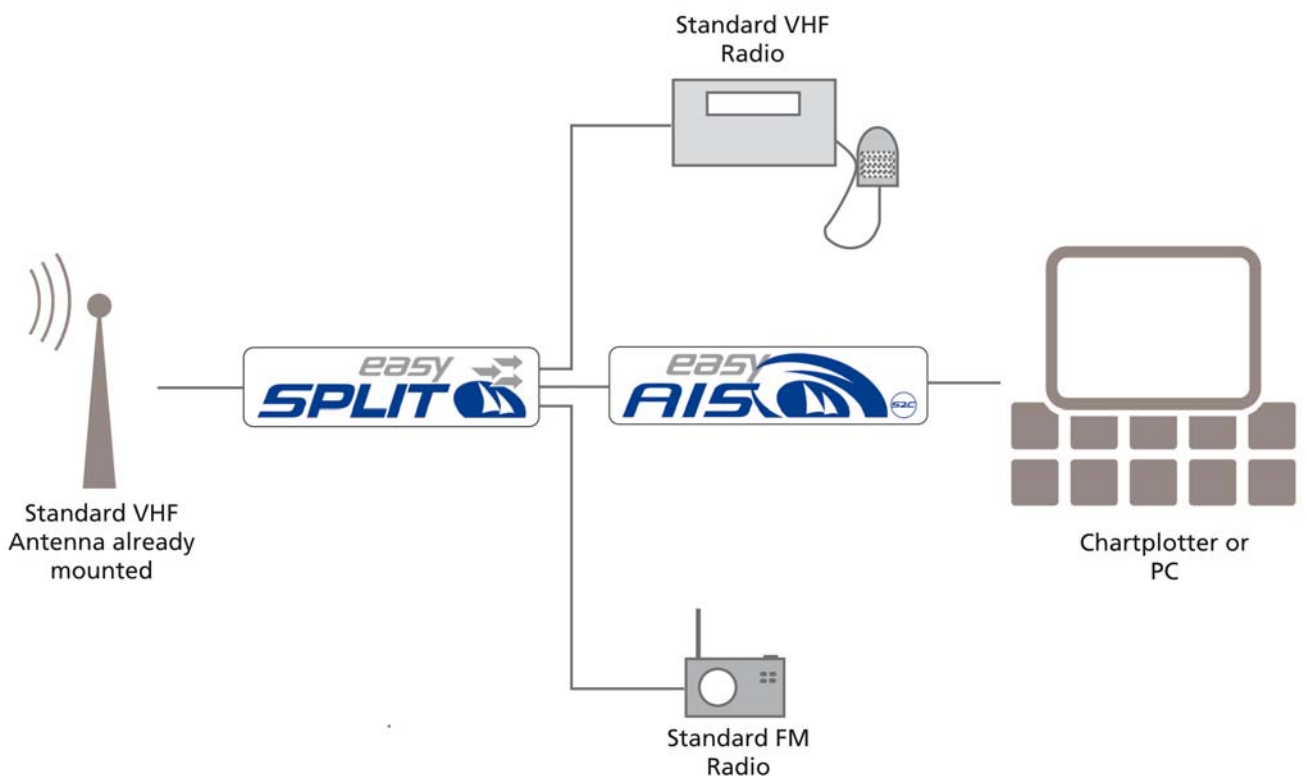 Standard VHF
Radio
easy
SPLIT
easy
AIS
S2C
Standard VHF
Antenna already
mounted
Chartplotter or
PC
Standard FM
Radio